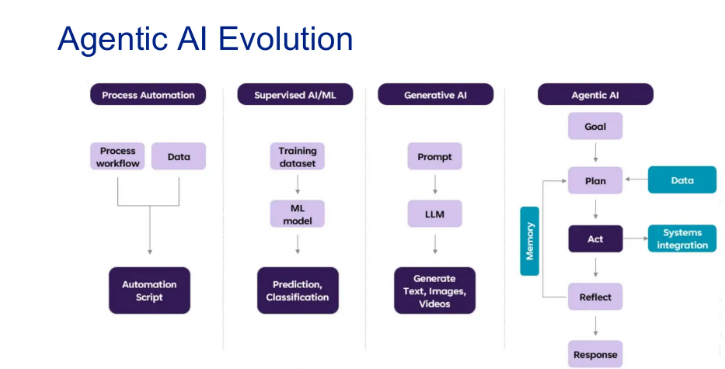 Agentic AI Evolution
Process Automation
Supervised AI/ML
Generative AI
Agentic AI
Process
workflow
Data
Automation
Script
Training
dataset
ML
model
Prediction,
Classification
Prompt
LLM
Generate
Text, Images,
Videos
Goal
Plan
Data
Memory
Act
Systems
integration
Reflect
Response